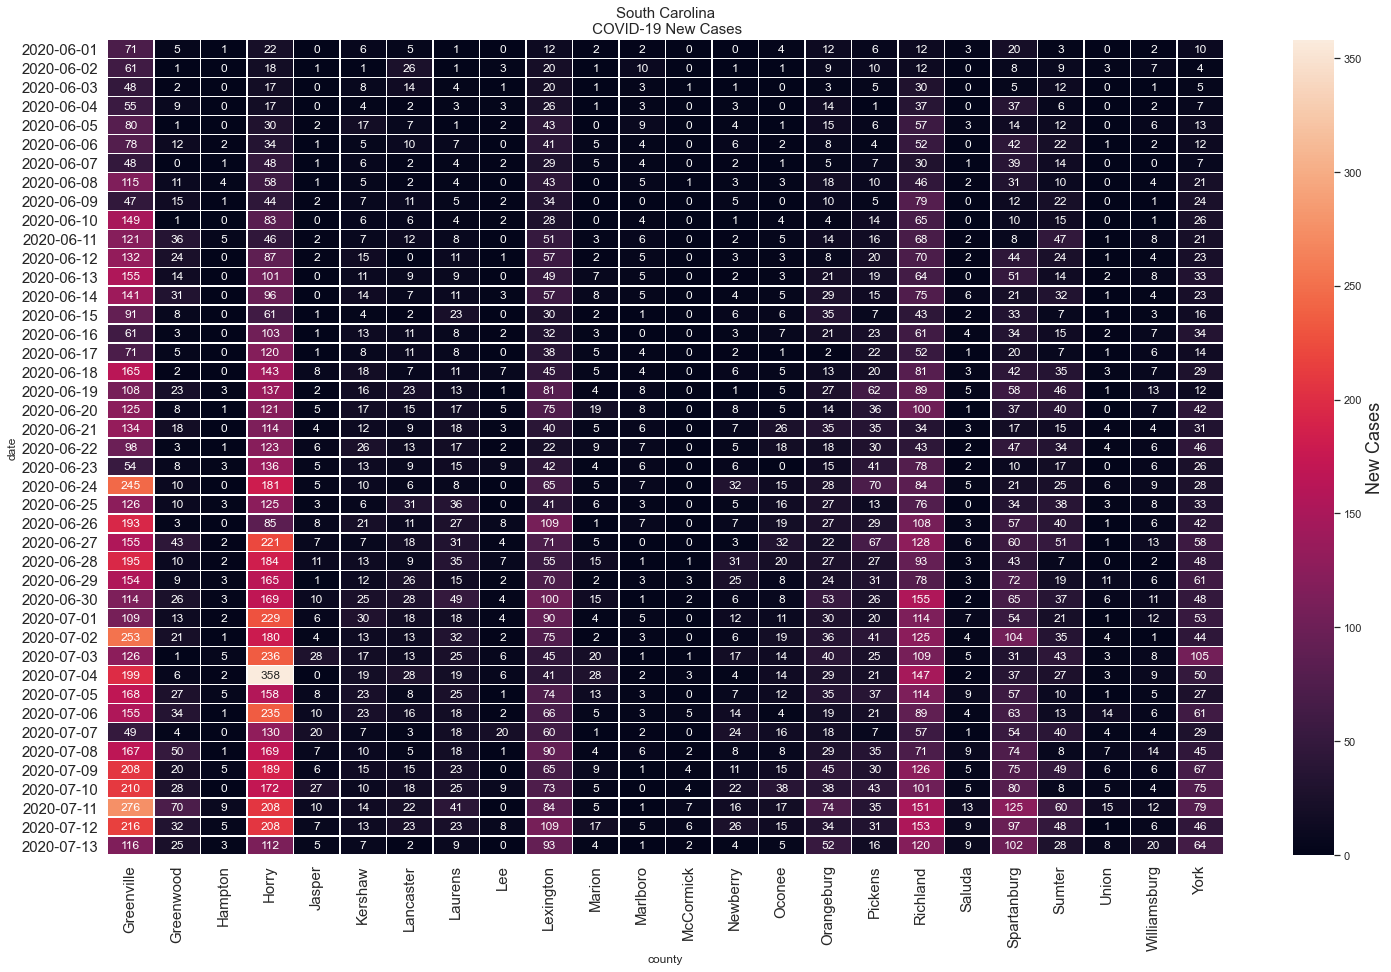 South Carolina
COVID-19 New Cases
2020-06-01 71 5 1 22 0 6 5 1 0 12 2 2 0 0 4 12 6 12 3 20 3 0 2 10
2020-06-02 61 1 0 18 1 1 26 1 3 20 1 10 0 1 1 9 10 12 0 8 9 3 7 4
2020-06-03 48 2 0 17 0 8 14 4 1 20 1 3 1 1 0 3 5 30 0 5 12 0 1 5
2020-06-04 55 9 0 17 0 4 2 3 3 26 1 3 0 3 0 14 1 37 0 37 6 0 2 7
2020-06-05 80 1 0 30 2 17 7 1 2 43 0 9 0 4 1 15 6 57 3 14 12 0 6 13
2020-06-06 78 12 2 34 1 5 10 7 0 41 5 4 0 6 2 8 4 52 0 42 22 1 2 12
2020-06-07 48 0 1 48 1 6 2 4 2 29 5 4 0 2 1 5 7 30 1 39 14 0 0 7
2020-06-08 115 11 4 58 1 5 2 4 0 43 0 5 1 3 3 18 10 46 2 31 10 0 4 21
2020-06-09 47 15 1 44 2 7 11 5 2 34 0 0 0 5 0 10 5 79 0 12 22 0 1 24
2020-06-10 149 1 0 83 0 6 6 4 2 28 0 4 0 1 4 4 14 65 0 10 15 0 1 26
2020-06-11 121 36 5 46 2 7 12 8 0 51 3 6 0 2 5 14 16 68 2 8 47 1 8 21
2020-06-12 132 24 0 87 2 15 0 11 1 57 2 5 0 3 3 8 20 70 2 44 24 1 4 23
2020-06-13 155 14 0 101 0 11 9 9 0 49 7 5 0 2 3 21 19 64 0 51 14 2 8 33
2020-06-14 141 31 0 96 0 14 7 11 3 57 8 5 0 4 5 29 15 75 6 21 32 1 4 23
2020-06-15 91 8 0 61 1 4 2 23 0 30 2 1 0 6 6 35 7 43 2 33 7 1 3 16
2020-06-16 61 3 0 103 1 13 11 8 2 32 3 0 0 3 7 21 23 61 4 34 15 2 7 34
2020-06-17 71 5 0 120 1 8 11 8 0 38 5 4 0 2 1 2 22 52 1 20 7 1 6 14
2020-06-18 165 2 0 143 8 18 7 11 7 45 5 4 0 6 5 13 20 81 3 42 35 3 7 29
2020-06-19 108 23 3 137 2 16 23 13 1 81 4 8 0 1 5 27 62 89 5 58 46 1 13 12
2020-06-20 125 8 1 121 5 17 15 17 5 75 19 8 0 8 5 14 36 100 1 37 40 0 7 42
2020-06-21 134 18 0 114 4 12 9 18 3 40 5 6 0 7 26 35 35 34 3 17 15 4 4 31
2020-06-22 98 3 1 123 6 26 13 17 2 22 9 7 0 5 18 18 30 43 2 47 34 4 6 46
2020-06-23 54 8 3 136 5 13 9 15 9 42 4 6 0 6 0 15 41 78 2 10 17 0 6 26
2020-06-24 245 10 0 181 5 10 6 8 0 65 5 7 0 32 15 28 70 84 5 21 25 6 9 28
2020-06-25 126 10 3 125 3 6 31 36 0 41 6 3 0 5 16 27 13 76 0 34 38 3 8 33
2020-06-26 193 3 0 85 8 21 11 27 8 109 1 7 0 7 19 27 29 108 3 57 40 1 6 42
2020-06-27 155 43 2 221 7 7 18 31 4 71 5 0 0 3 32 22 67 128 6 60 51 1 13 58
2020-06-28 195 10 2 184 11 13 9 35 7 55 15 1 1 31 20 27 27 93 3 43 7 0 2 48
2020-06-29 154 9 3 165 1 12 26 15 2 70 2 3 3 25 8 24 31 78 3 72 19 11 6 61
2020-06-30 114 26 3 169 10 25 28 49 4 100 15 1 2 6 8 53 26 155 2 65 37 6 11 48
2020-07-01 109 13 2 229 6 30 18 18 4 90 4 5 0 12 11 30 20 114 7 54 21 1 12 53
2020-07-02 253 21 1 180 4 13 13 32 2 75 3 3 0 6 19 36 41 125 4 104 35 4 1 44
2020-07-03 126 1 5 236 28 17 13 25 6 45 20 1 1 17 14 40 25 109 5 31 43 3 8 105
2020-07-04 199 6 2 358 0 19 28 19 6 41 28 2 3 4 14 29 21 147 2 37 27 3 9 50
2020-07-05 168 27 5 158 8 23 8 25 1 74 13 3 0 7 12 35 37 114 9 57 10 1 5 27
2020-07-06 155 34 1 235 10 23 16 18 2 66 5 3 5 14 4 19 21 89 4 63 13 14 6 61
2020-07-07 49 4 0 130 20 7 3 18 20 60 1 2 0 24 16 18 7 57 1 54 40 4 4 29
2020-07-08 167 50 1 169 7 10 5 18 1 90 4 6 2 8 8 29 35 71 9 74 8 7 14 45
2020-07-09 208 20 5 189 6 15 15 23 0 65 9 1 4 11 15 45 30 126 5 75 49 6 6 67
2020-07-10 210 28 0 172 27 10 18 25 9 73 5 0 4 22 38 38 43 101 5 80 8 5 4 75
2020-07-11 276 70 9 208 10 14 22 41 0 84 5 1 7 16 17 74 35 151 13 125 60 15 12 79
2020-07-12 216 32 5 208 7 13 23 23 8 109 17 5 6 26 15 34 31 153 9 97 48 1 6 46
2020-07-13 116 25 3 112 5 7 2 9 0 93 4 1 2 4 5 52 16 120 9 102 28 8 20 64
date
Greenville Greenwood Hampton Horry Jasper Kershaw Lancaster Laurens Lee Lexington Marion Marlboro McCormick Newberry Oconee Orangeburg Pickens Richland Saluda Spartanburg Sumter Union Williamsburg York
county
350
300
250
200
150
100
50
0
New Cases